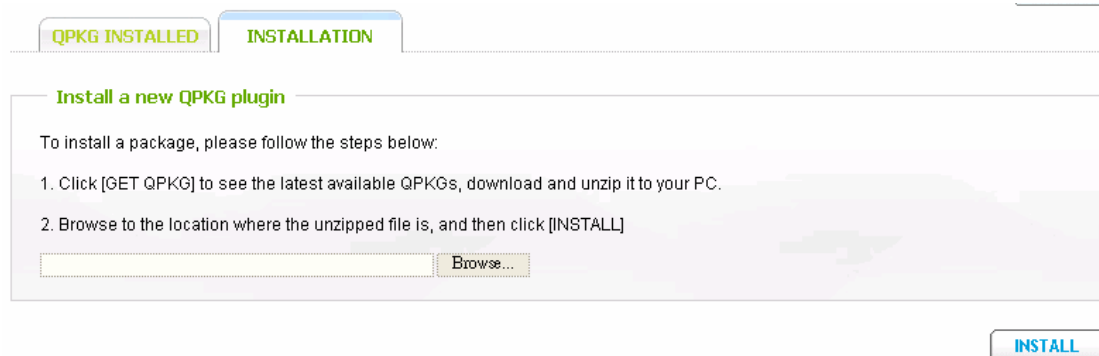 QPKG INSTALLED
INSTALLATION
Install a new QPKG plugin
To install a package, please follow the steps below:
1. Click [GET QPKG] to see the latest available QPKGs, download and unzip it to your PC.
2. Browse to the location where the unzipped file is, and then click [INSTALL]
Browse...
INSTALL